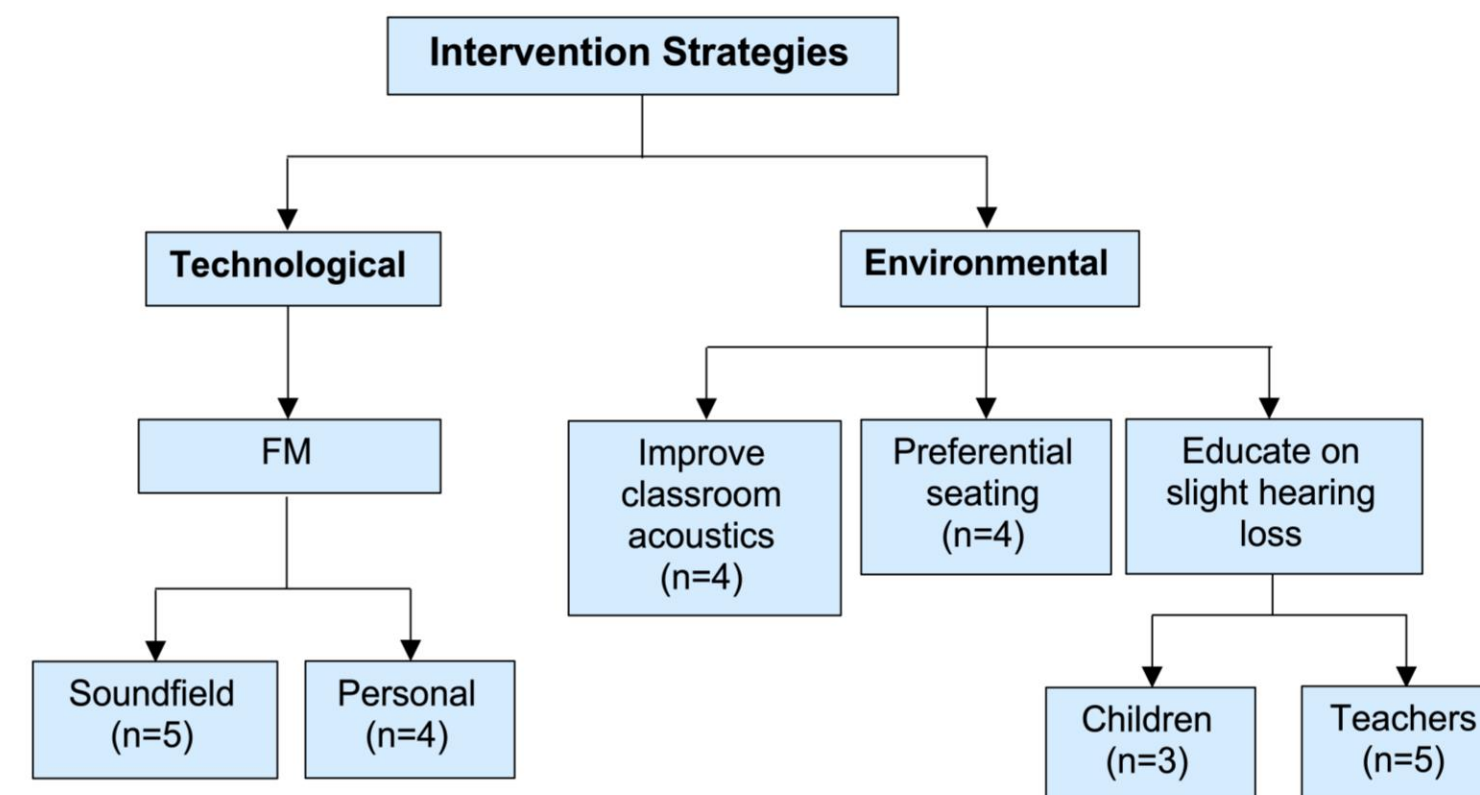 Intervention Strategies
Technological
Environmental
FM
Improve
classroom
acoustics
(n=4)
Preferential
seating
(n=4)
Educate on
slight hearing
loss
Soundfield
(n=5)
Personal
(n=4)
Children
(n=3)
Teachers
(n=5)